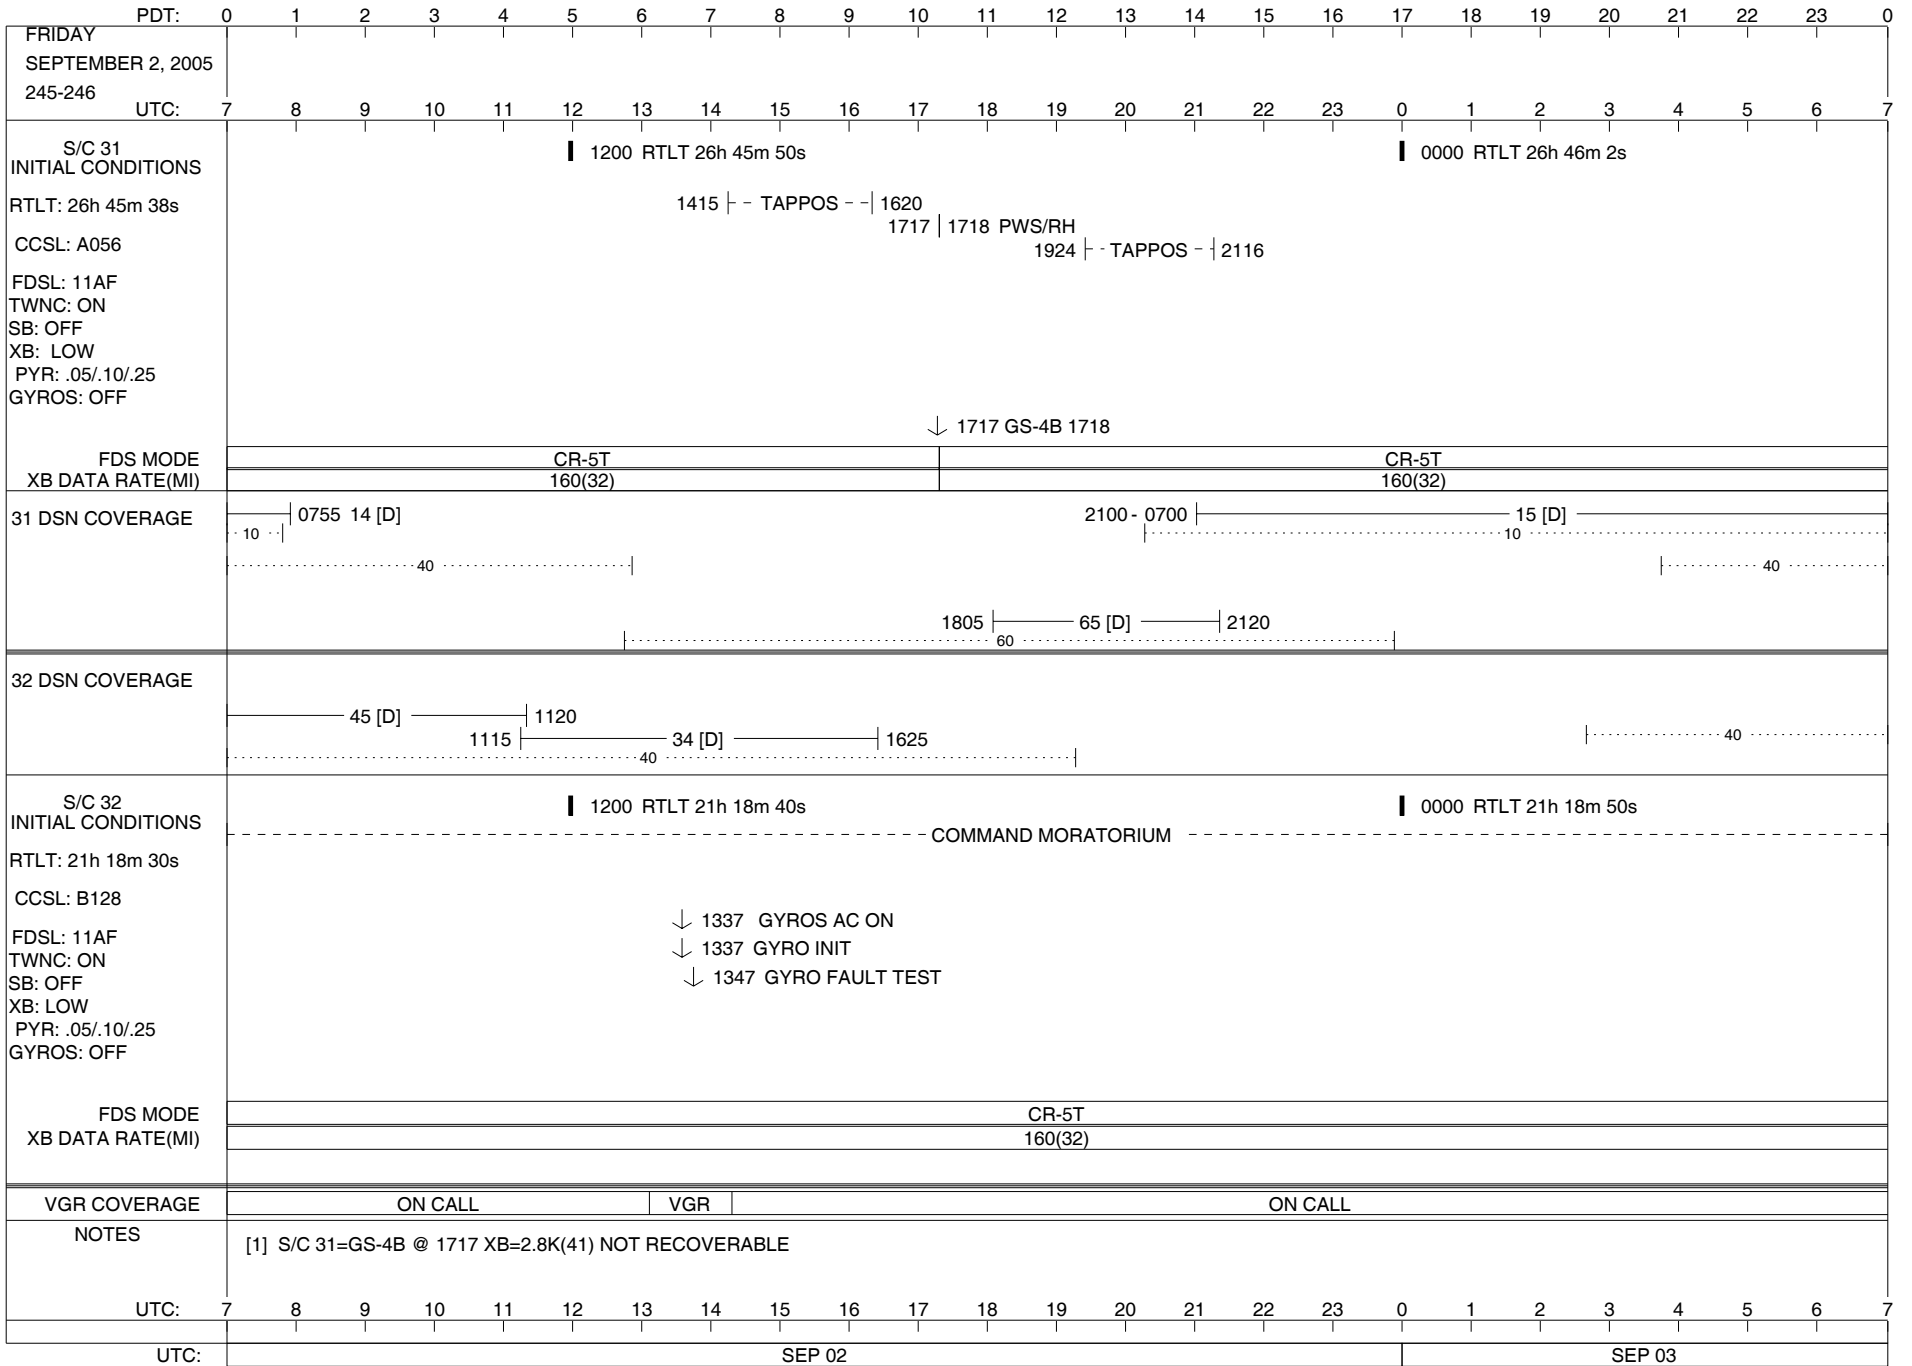 PDT: 0 1 2 3 4 5 6 7 8 9 10 11 12 13 14 15 16 17 18 19 20 21 22 23 0
FRIDAY
SEPTEMBER 2, 2005
245-246
UTC: 7 8 9 10 11 12 13 14 15 16 17 18 19 20 21 22 23 0 1 2 3 4 5 6 7
S/C 31
INITIAL CONDITIONS
1200 RTLT 26h 45m 50s
0000 RTLT 26h 46m 2s
RTLT: 26h 45m 38s
1415 TAPPOS 1620
1717 1718 PWS/RH
CCSL: A056
1924 TAPPOS 2116
FDSL: 11AF
TWNC: ON
SB: OFF
XB: LOW
PYR: .05/.10/.25
GYROS: OFF
1717 GS-4B 1718
FDS MODE CR-5T CR-5T
XB DATA RATE(MI) 160(32) 160(32)
31 DSN COVERAGE 0755 14 [D] 2100 - 0700 15 [D]
10 10
40 40
1805 65 [D] 2120
60
32 DSN COVERAGE
45 [D] 1120
1115 34 [D] 1625 40
40
S/C 32
INITIAL CONDITIONS
1200 RTLT 21h 18m 40s
0000 RTLT 21h 18m 50s
COMMAND MORATORIUM
RTLT: 21h 18m 30s
CCSL: B128
1337 GYROS AC ON
FDSL: 11AF
1337 GYRO INIT
TWNC: ON
1347 GYRO FAULT TEST
SB: OFF
XB: LOW
PYR: .05/.10/.25
GYROS: OFF
FDS MODE CR-5T
XB DATA RATE(MI) 160(32)
VGR COVERAGE ON CALL VGR ON CALL
NOTES
[1] S/C 31=GS-4B @ 1717 XB=2.8K(41) NOT RECOVERABLE
UTC: 7 8 9 10 11 12 13 14 15 16 17 18 19 20 21 22 23 0 1 2 3 4 5 6 7
UTC: SEP 02 SEP 03